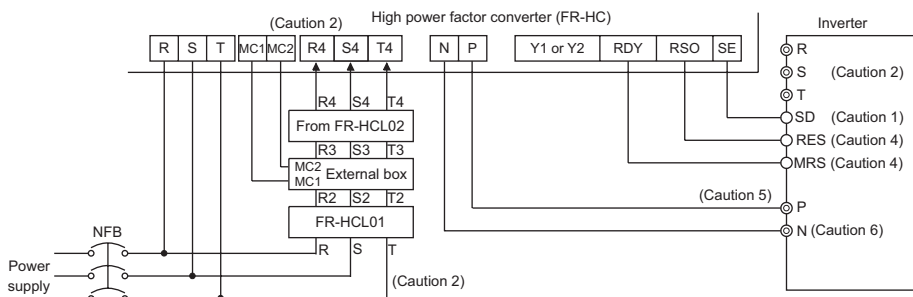 High power factor converter (FR-HC)
(Caution 2)
Inverter
R S T MC1 MC2 R4 S4 T4 N P Y1 or Y2 RDY RSO SE
R
S (Caution 2)
T
SD (Caution 1)
RES (Caution 4)
MRS (Caution 4)
P
N (Caution 6)
(Caution 5)
R4 S4 T4
From FR-HCL02
R3 S3 T3
MC2
MC1
External box
R2 S2 T2
FR-HCL01
R S T
NFB
(Caution 2)
Power
supply